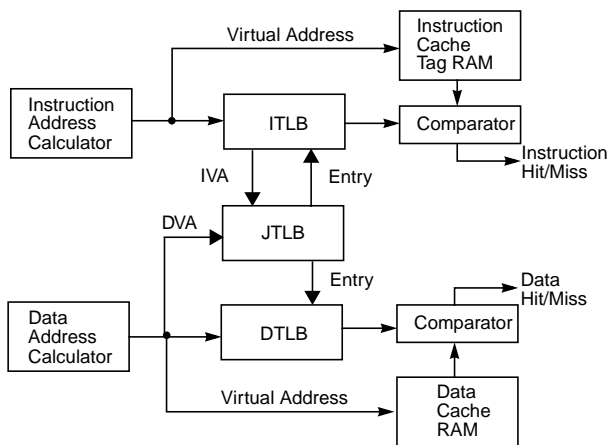 Virtual Address
Instruction
Cache
Tag RAM
Instruction
Address
Calculator
ITLB
Comparator
Instruction
Hit/Miss
IVA
Entry
DVA
JTLB
Entry
Data
Hit/Miss
Data
Address
Calculator
DTLB
Comparator
Virtual Address
Data
Cache
RAM